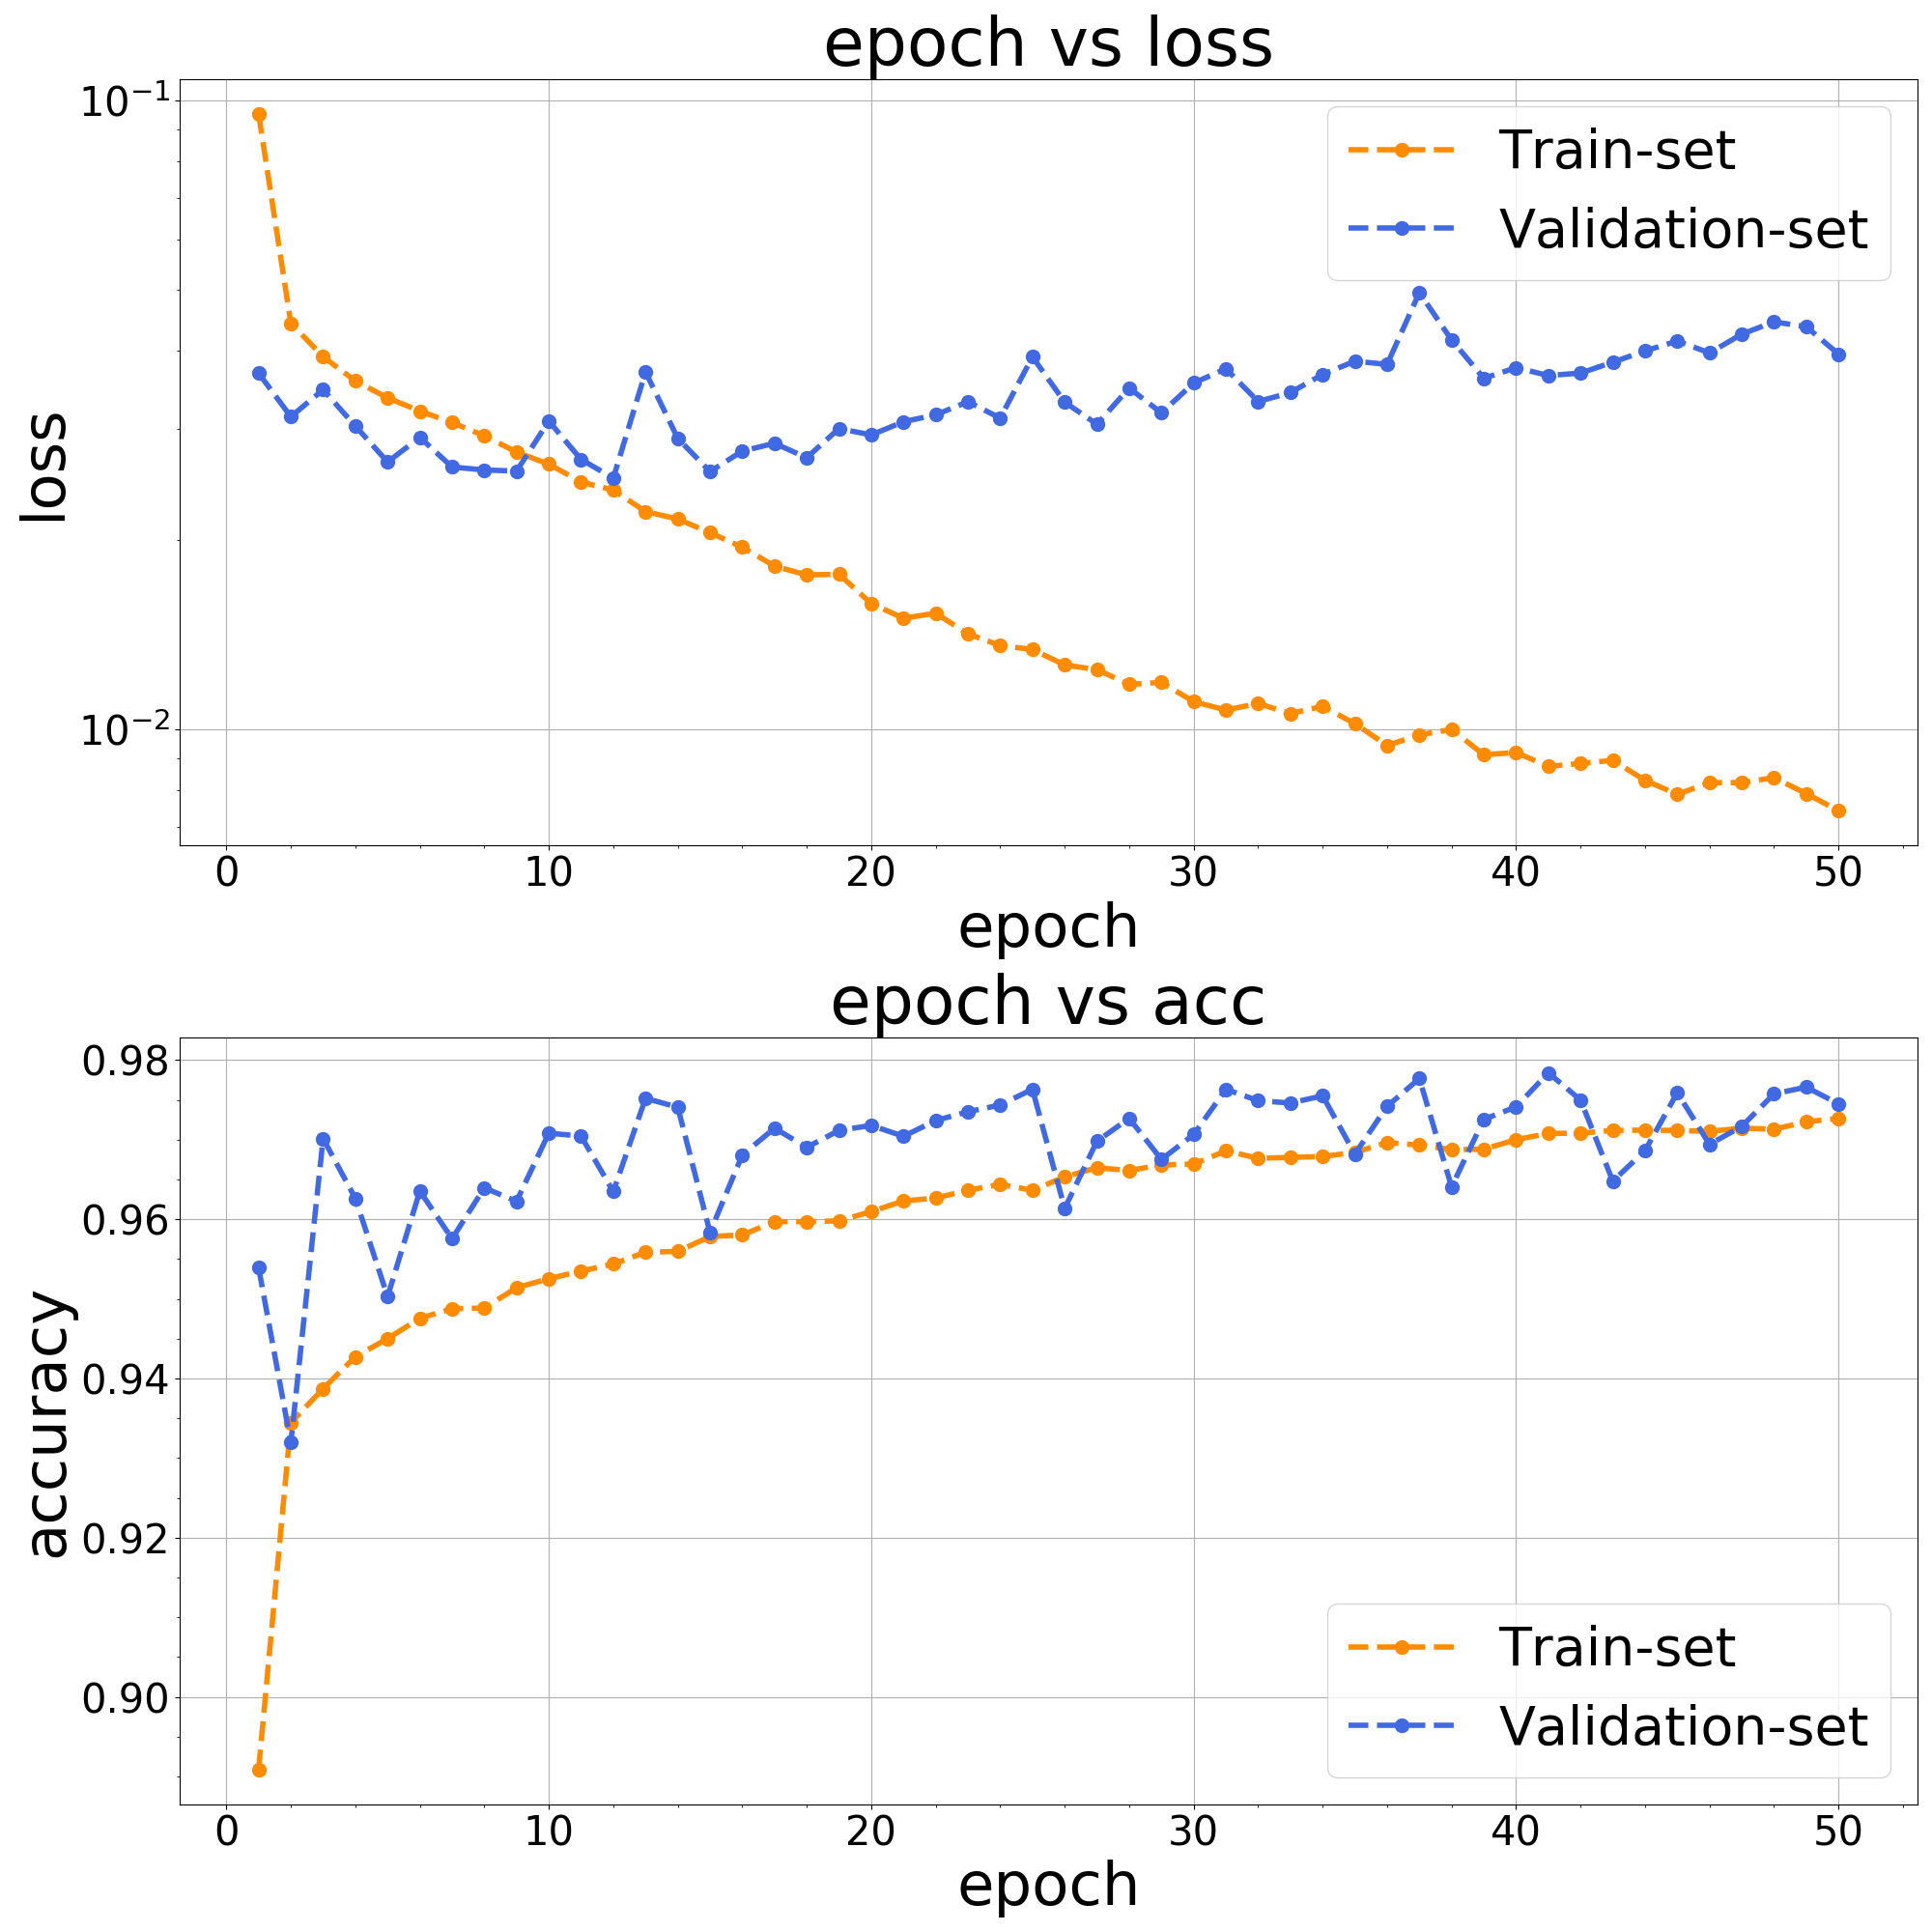 epoch vs loss
10⁻¹
10⁻²
loss
Train-set
Validation-set
0 10 20 30 40 50
epoch
epoch vs acc
0.98
0.96
0.94
0.92
0.90
accuracy
Train-set
Validation-set
0 10 20 30 40 50
epoch